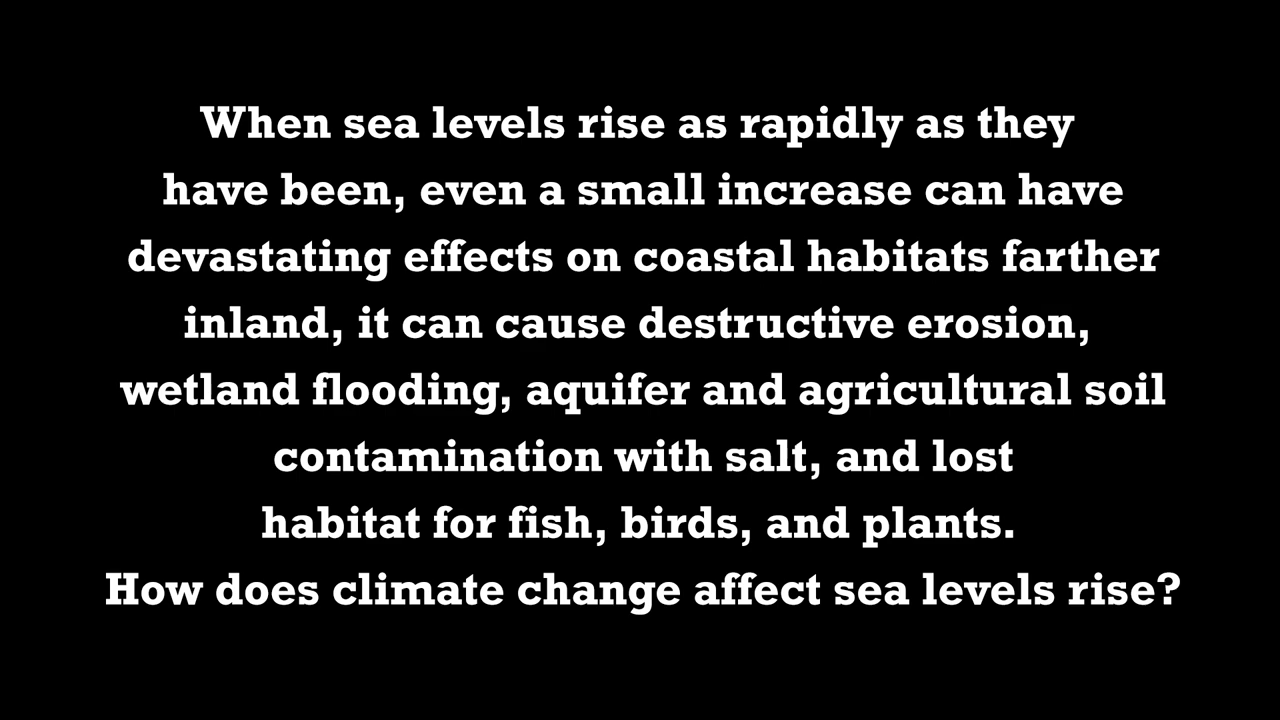 When sea levels rise as rapidly as they
have been, even a small increase can have
devastating effects on coastal habitats farther
inland, it can cause destructive erosion,
wetland flooding, aquifer and agricultural soil
contamination with salt, and lost
habitat for fish, birds, and plants.
How does climate change affect sea levels rise?